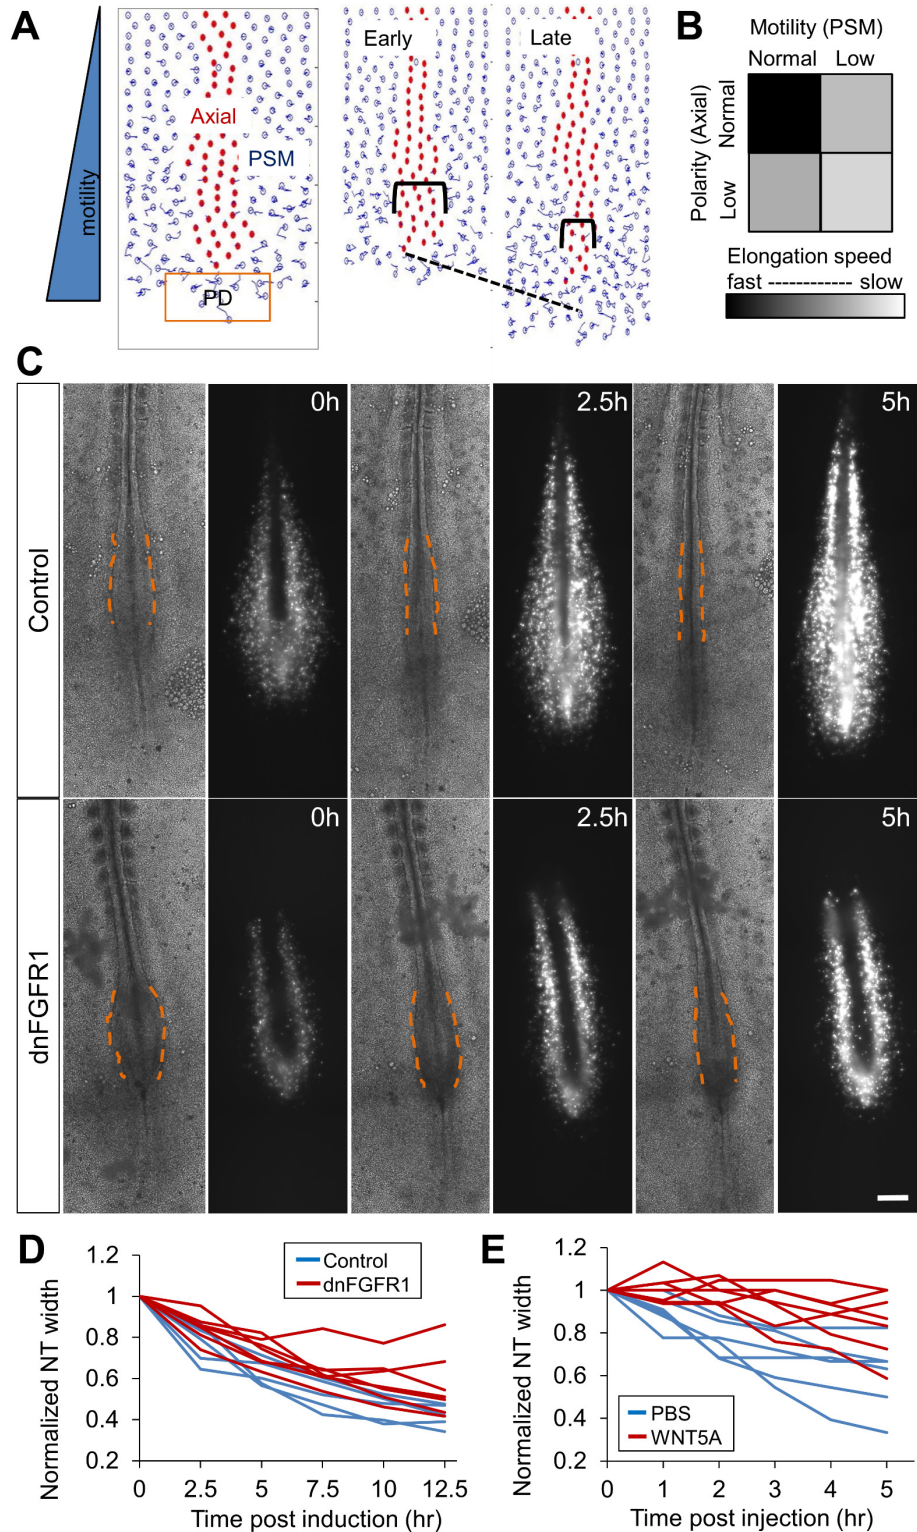 A
motility
Axial
PSM
PD
Early
Late
B
Motility (PSM)
Normal Low
Polarity (Axial)
Normal
Low
Elongation speed
fast ------------ slow
C
Control
0h
2.5h
5h
dnFGFR1
0h
2.5h
5h
D
Normalized NT width
1.2
1
0.8
0.6
0.4
0.2
0 2.5 5 7.5 10 12.5
Time post induction (hr)
Control
dnFGFR1
E
Normalized NT width
1.2
1
0.8
0.6
0.4
0.2
0 1 2 3 4 5
Time post injection (hr)
PBS
WNT5A